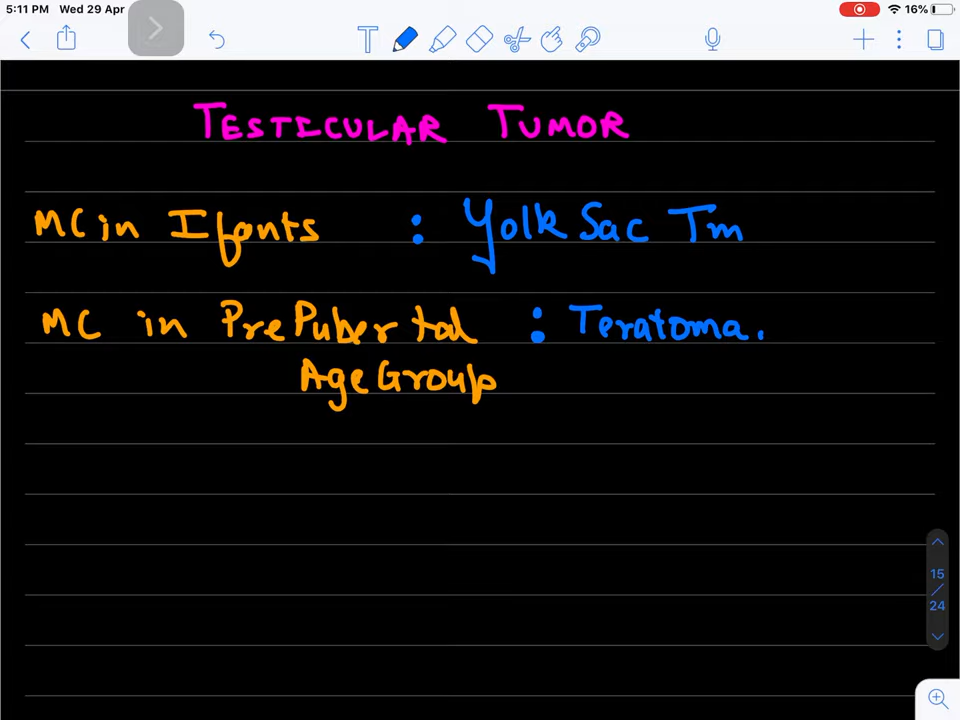 5:11 PM Wed 29 Apr 16%
TESTICULAR TUMOR
MC in Ifants : Yolk Sac Tm
MC in PrePubertal : Teratoma.
Age Group
15
24